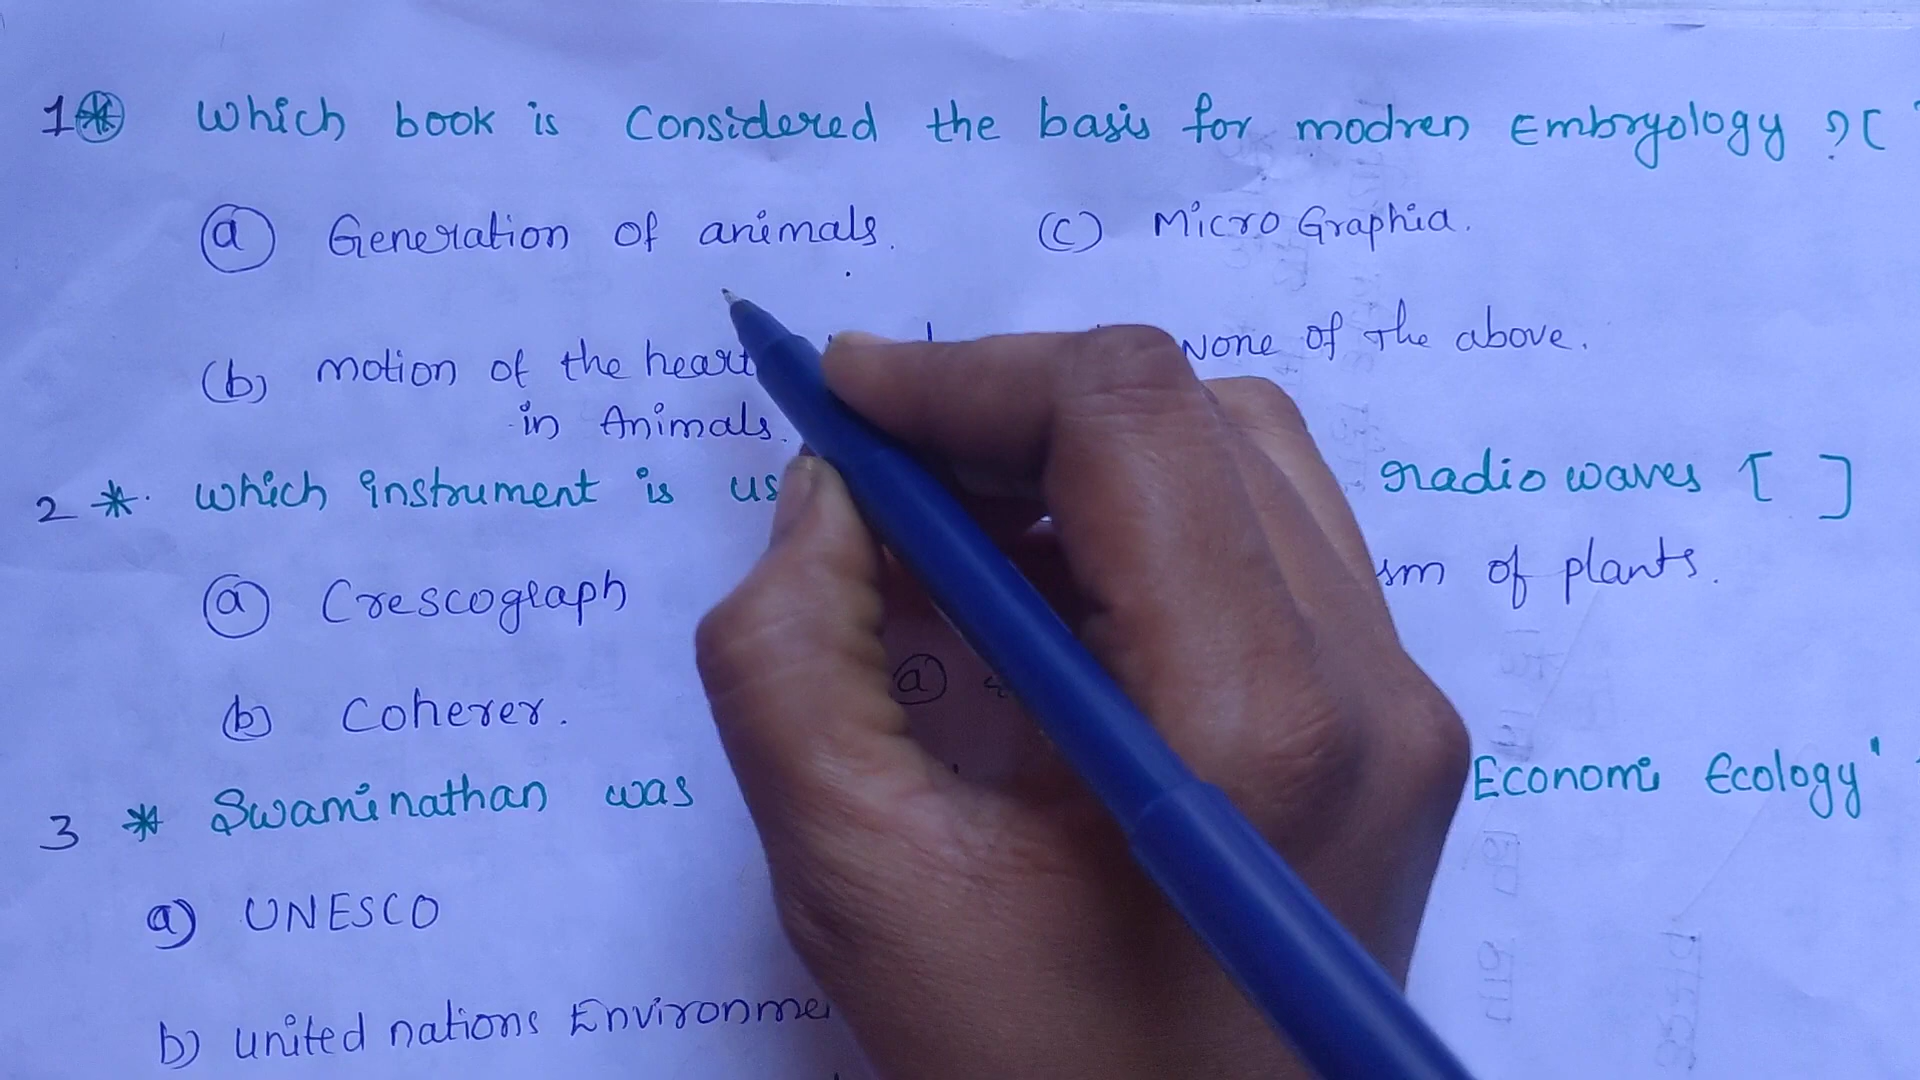 1 * Which book is Considered the basis for modren Embryology ? [
(a) Generation of animals. (c) Micro Graphia.
(b) motion of the heart None of the above.
in Animals.
2 *. which instrument is us radio waves [ ]
of plants.
(a) Crescograph
(a)
(b) Coherer.
3 * Swaminathan was Economi Ecology'
a) UNESCO
b) united nations Environme